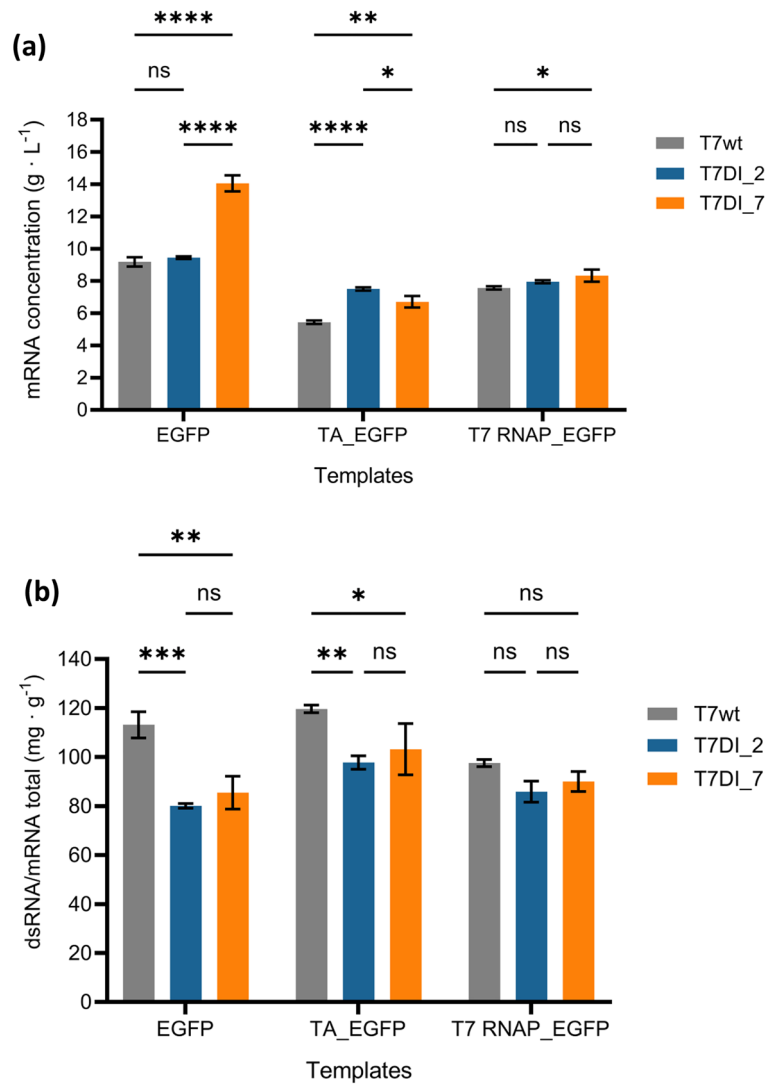 (a)
**** **
ns * *
**** **** ns ns
mRNA concentration (g · L-1)
18
16
14
12
10
8
6
4
2
0
EGFP TA_EGFP T7 RNAP_EGFP
Templates
T7wt
T7DI_2
T7DI_7
(b)
**
ns * ns
*** ** ns ns ns
dsRNA/mRNA total (mg · g-1)
140
120
100
80
60
40
20
0
EGFP TA_EGFP T7 RNAP_EGFP
Templates
T7wt
T7DI_2
T7DI_7